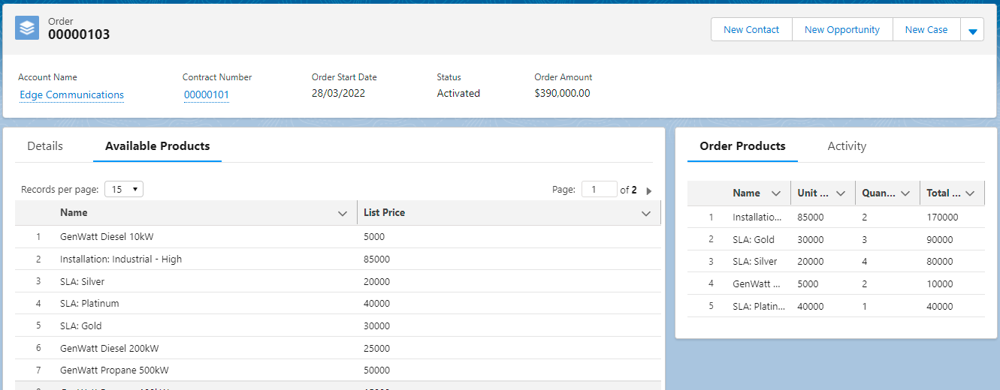 Order
00000103
New Contact New Opportunity New Case
Account Name Contract Number Order Start Date Status Order Amount
Edge Communications 00000101 28/03/2022 Activated $390,000.00
Details Available Products
Records per page: 15 Page: 1 of 2
Name List Price
1 GenWatt Diesel 10kW 5000
2 Installation: Industrial - High 85000
3 SLA: Silver 20000
4 SLA: Platinum 40000
5 SLA: Gold 30000
6 GenWatt Diesel 200kW 25000
7 GenWatt Propane 500kW 50000
Order Products Activity
Name Unit ... Quan... Total ...
1 Installatio... 85000 2 170000
2 SLA: Gold 30000 3 90000
3 SLA: Silver 20000 4 80000
4 GenWatt ... 5000 2 10000
5 SLA: Platin... 40000 1 40000